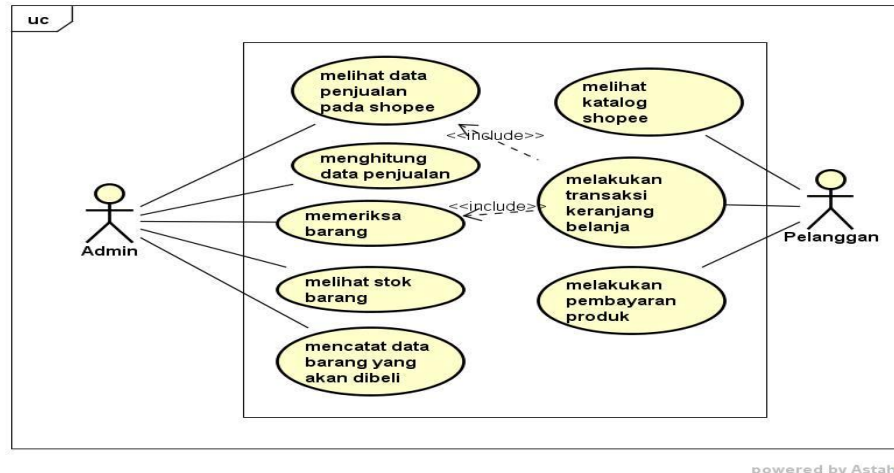 uc
melihat data
penjualan
pada shopee
melihat
katalog
shopee
<<include>>
menghitung
data penjualan
melakukan
transaksi
keranjang
belanja
<<include>>
memeriksa
barang
Admin
Pelanggan
melihat stok
barang
melakukan
pembayaran
produk
mencatat data
barang yang
akan dibeli
powered by Astah